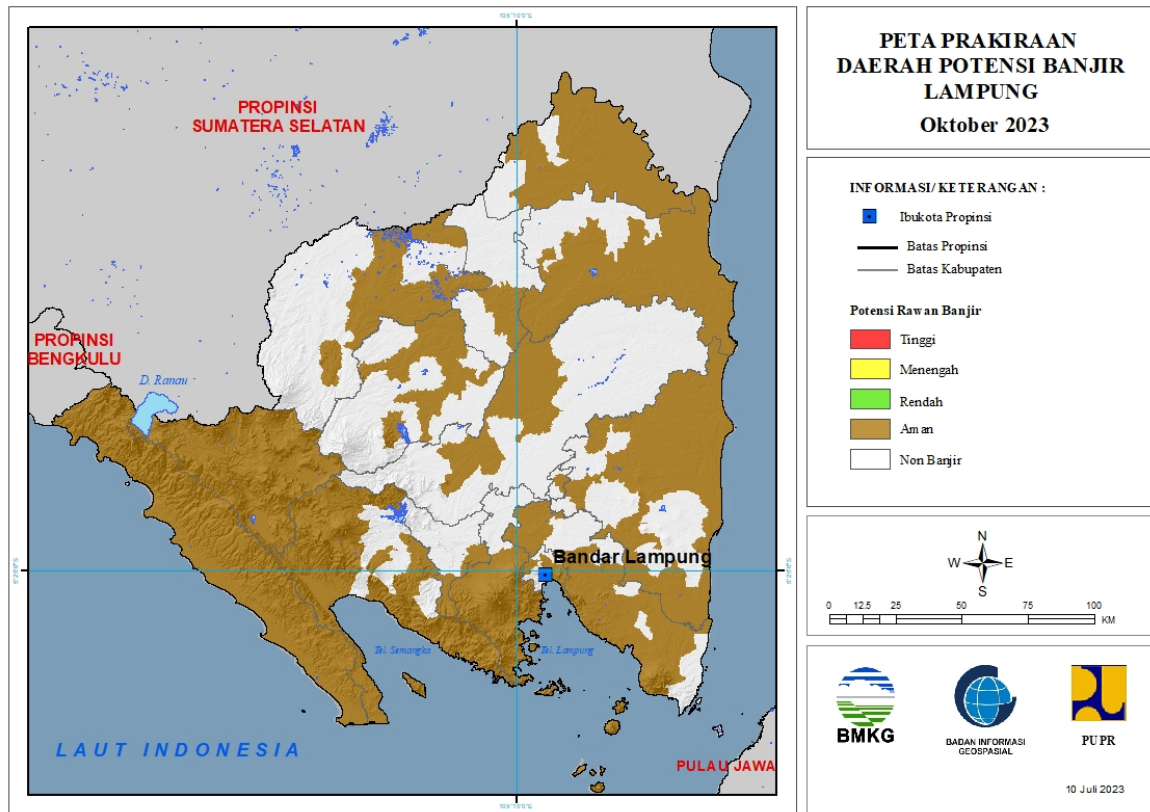 PETA PRAKIRAAN
DAERAH POTENSI BANJIR
LAMPUNG
Oktober 2023
INFORMASI/ KETERANGAN :
Ibukota Propinsi
Batas Propinsi
Batas Kabupaten
Potensi Rawan Banjir
Tinggi
Menengah
Rendah
Aman
Non Banjir
N
W E
S
0 12.5 25 50 75 100
KM
BMKG
BADAN INFORMASI
GEOSPASIAL
PUPR
10 Juli 2023
PROPINSI
SUMATERA SELATAN
PROPINSI
BENGKULU
D. Ranau
Bandar Lampung
Tel. Semangka
Tel. Lampung
LAUT INDONESIA
PULAU JAWA